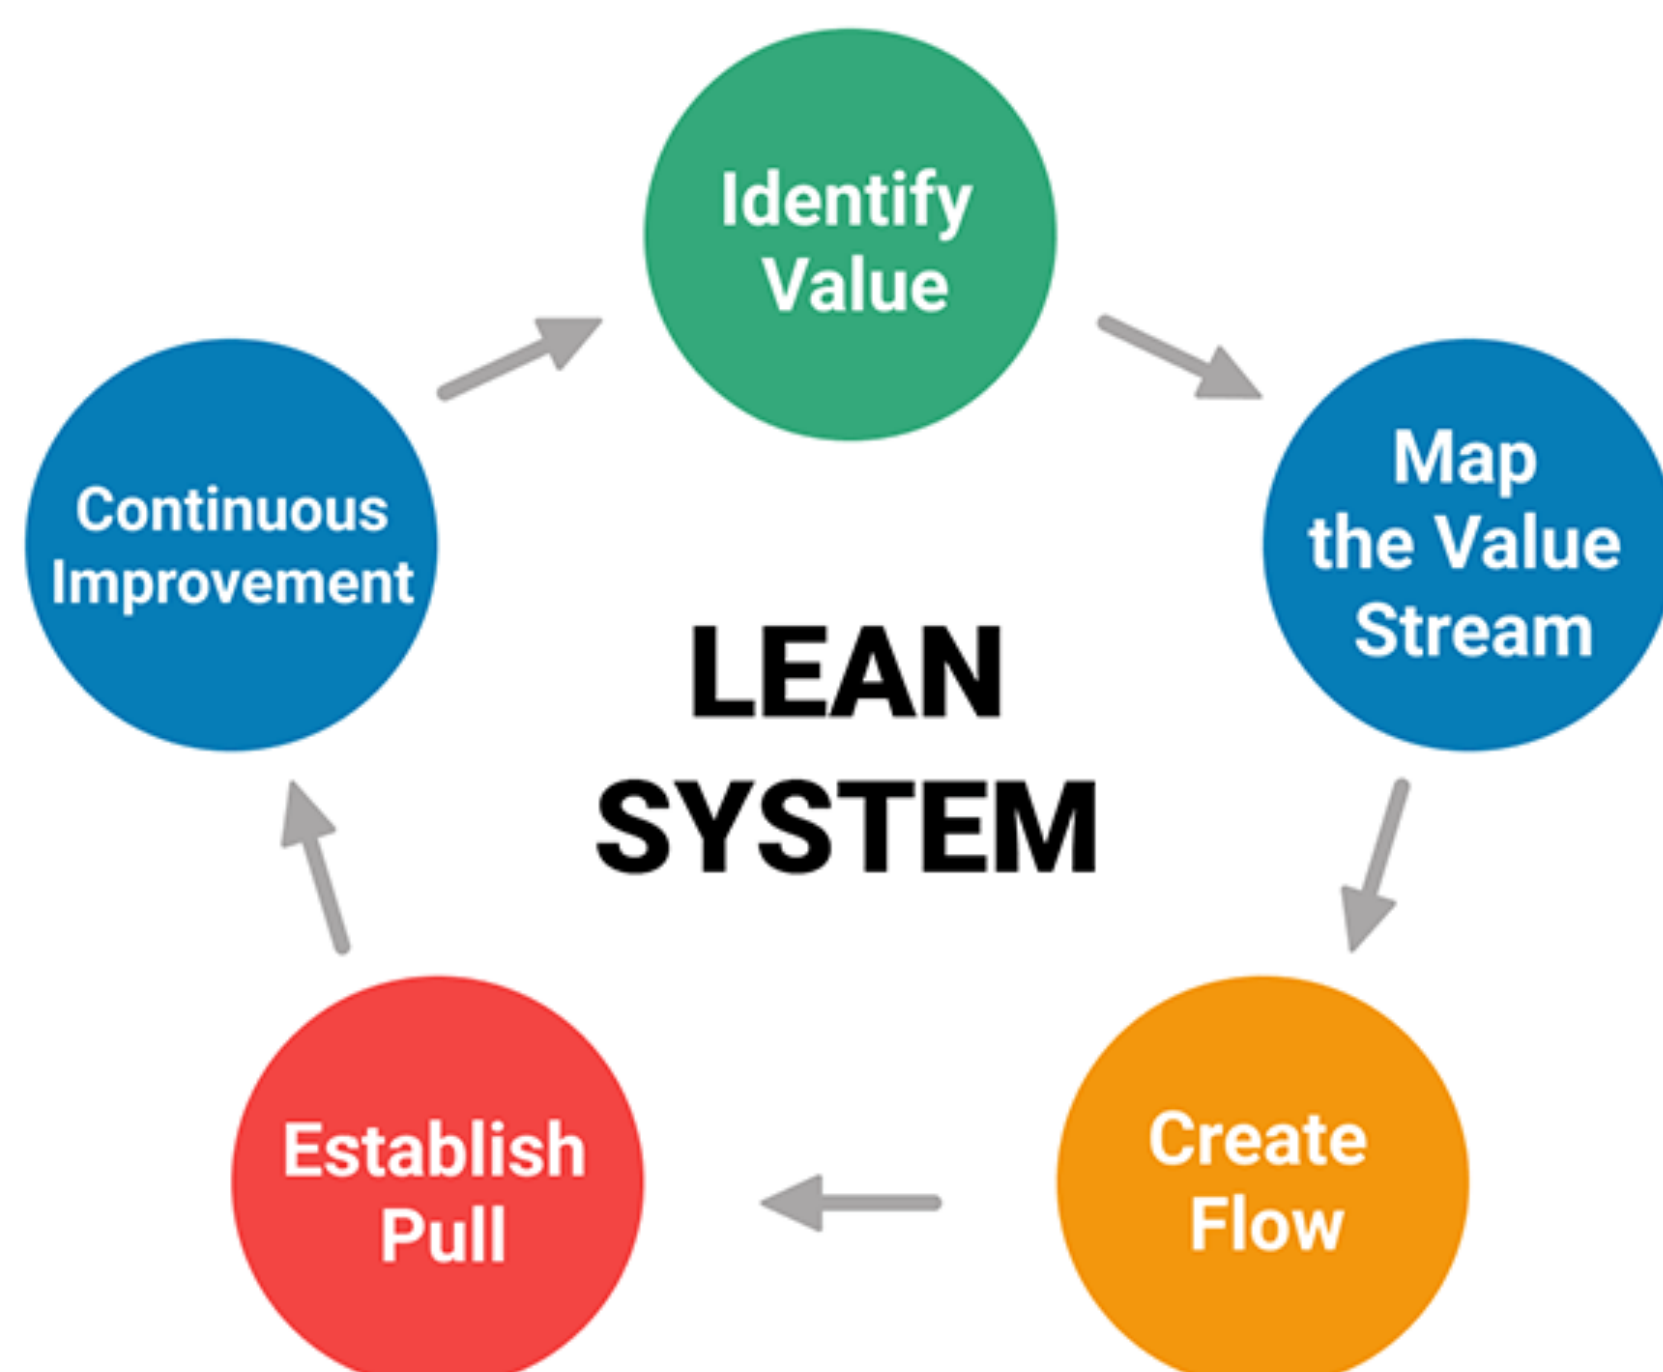 Identify
Value
Map
the Value
Stream
Create
Flow
Establish
Pull
Continuous
Improvement
LEAN
SYSTEM